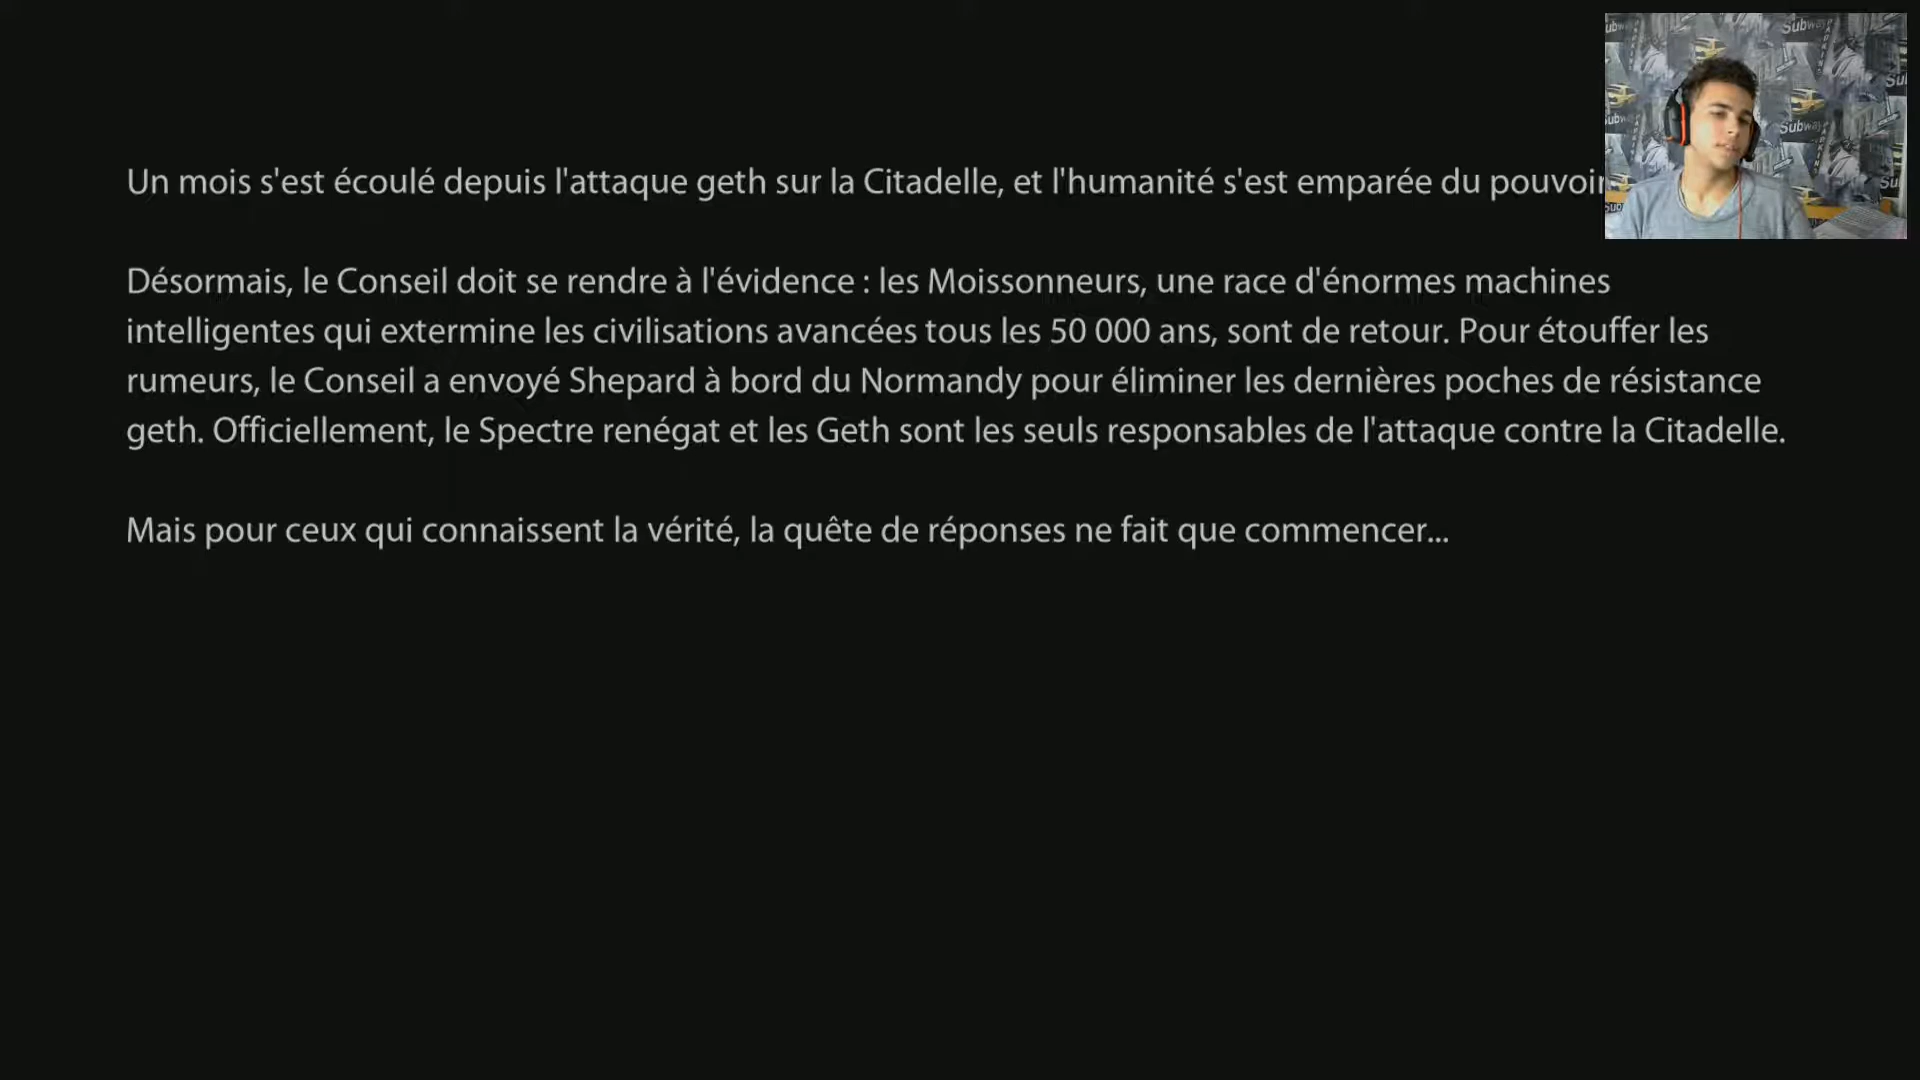 Un mois s'est écoulé depuis l'attaque geth sur la Citadelle, et l'humanité s'est emparée du pouvoir
Désormais, le Conseil doit se rendre à l'évidence : les Moissonneurs, une race d'énormes machines
intelligentes qui extermine les civilisations avancées tous les 50 000 ans, sont de retour. Pour étouffer les
rumeurs, le Conseil a envoyé Shepard à bord du Normandy pour éliminer les dernières poches de résistance
geth. Officiellement, le Spectre renégat et les Geth sont les seuls responsables de l'attaque contre la Citadelle.
Mais pour ceux qui connaissent la vérité, la quête de réponses ne fait que commencer...
Subway
Subway